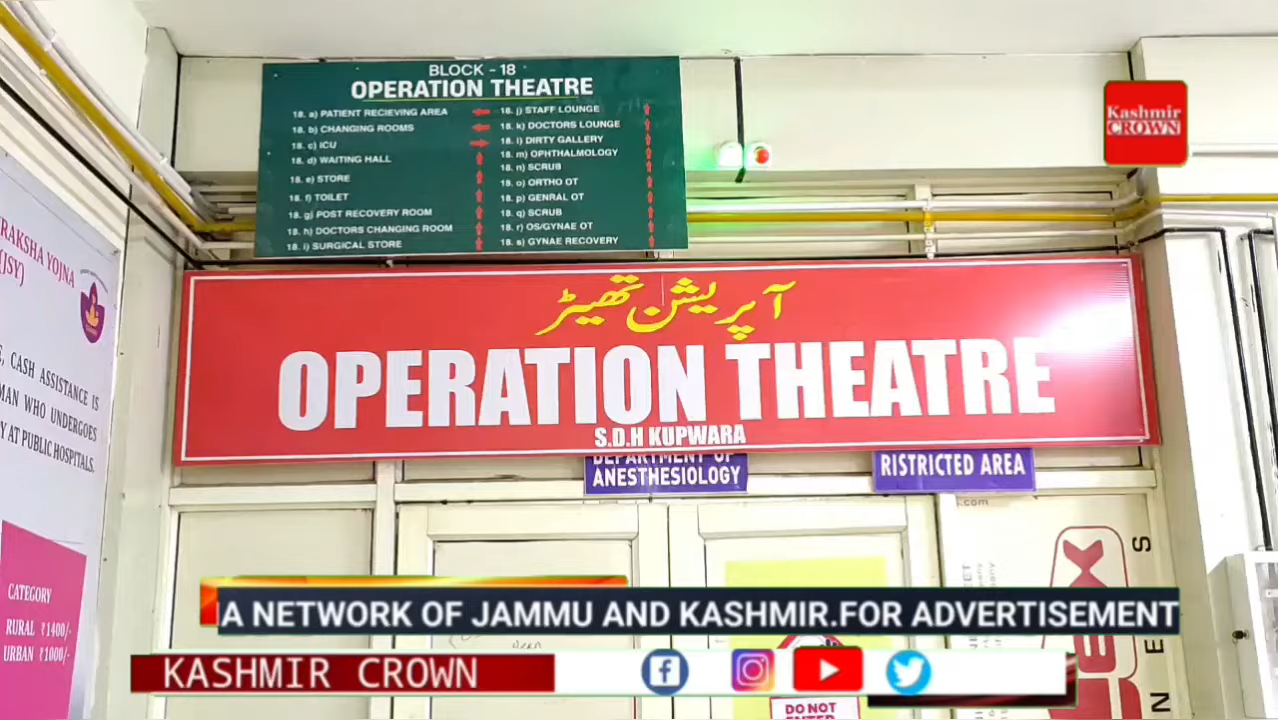 BLOCK - 18
OPERATION THEATRE
18. a) PATIENT RECIEVING AREA
18. b) CHANGING ROOMS
18. c) ICU
18. d) WAITING HALL
18. e) STORE
18. f) TOILET
18. g) POST RECOVERY ROOM
18. h) DOCTORS CHANGING ROOM
18. i) SURGICAL STORE
18. j) STAFF LOUNGE
18. k) DOCTORS LOUNGE
18. l) DIRTY GALLERY
18. m) OPHTHALMOLOGY
18. n) SCRUB
18. o) ORTHO OT
18. p) GENRAL OT
18. q) SCRUB
18. r) OS/GYNAE OT
18. s) GYNAE RECOVERY
Kashmir
CROWN
RAKSHA YOJNA
(JSY)
, CASH ASSISTANCE IS
MAN WHO UNDERGOES
Y AT PUBLIC HOSPITALS.
CATEGORY
RURAL ₹1400/-
URBAN ₹1000/-
آپریشن تھیٹر
OPERATION THEATRE
S.D.H KUPWARA
DEPARTMENT OF
ANESTHESIOLOGY
RISTRICTED AREA
.com
A NETWORK OF JAMMU AND KASHMIR.FOR ADVERTISEMENT
KASHMIR CROWN
DO NOT
ENTER